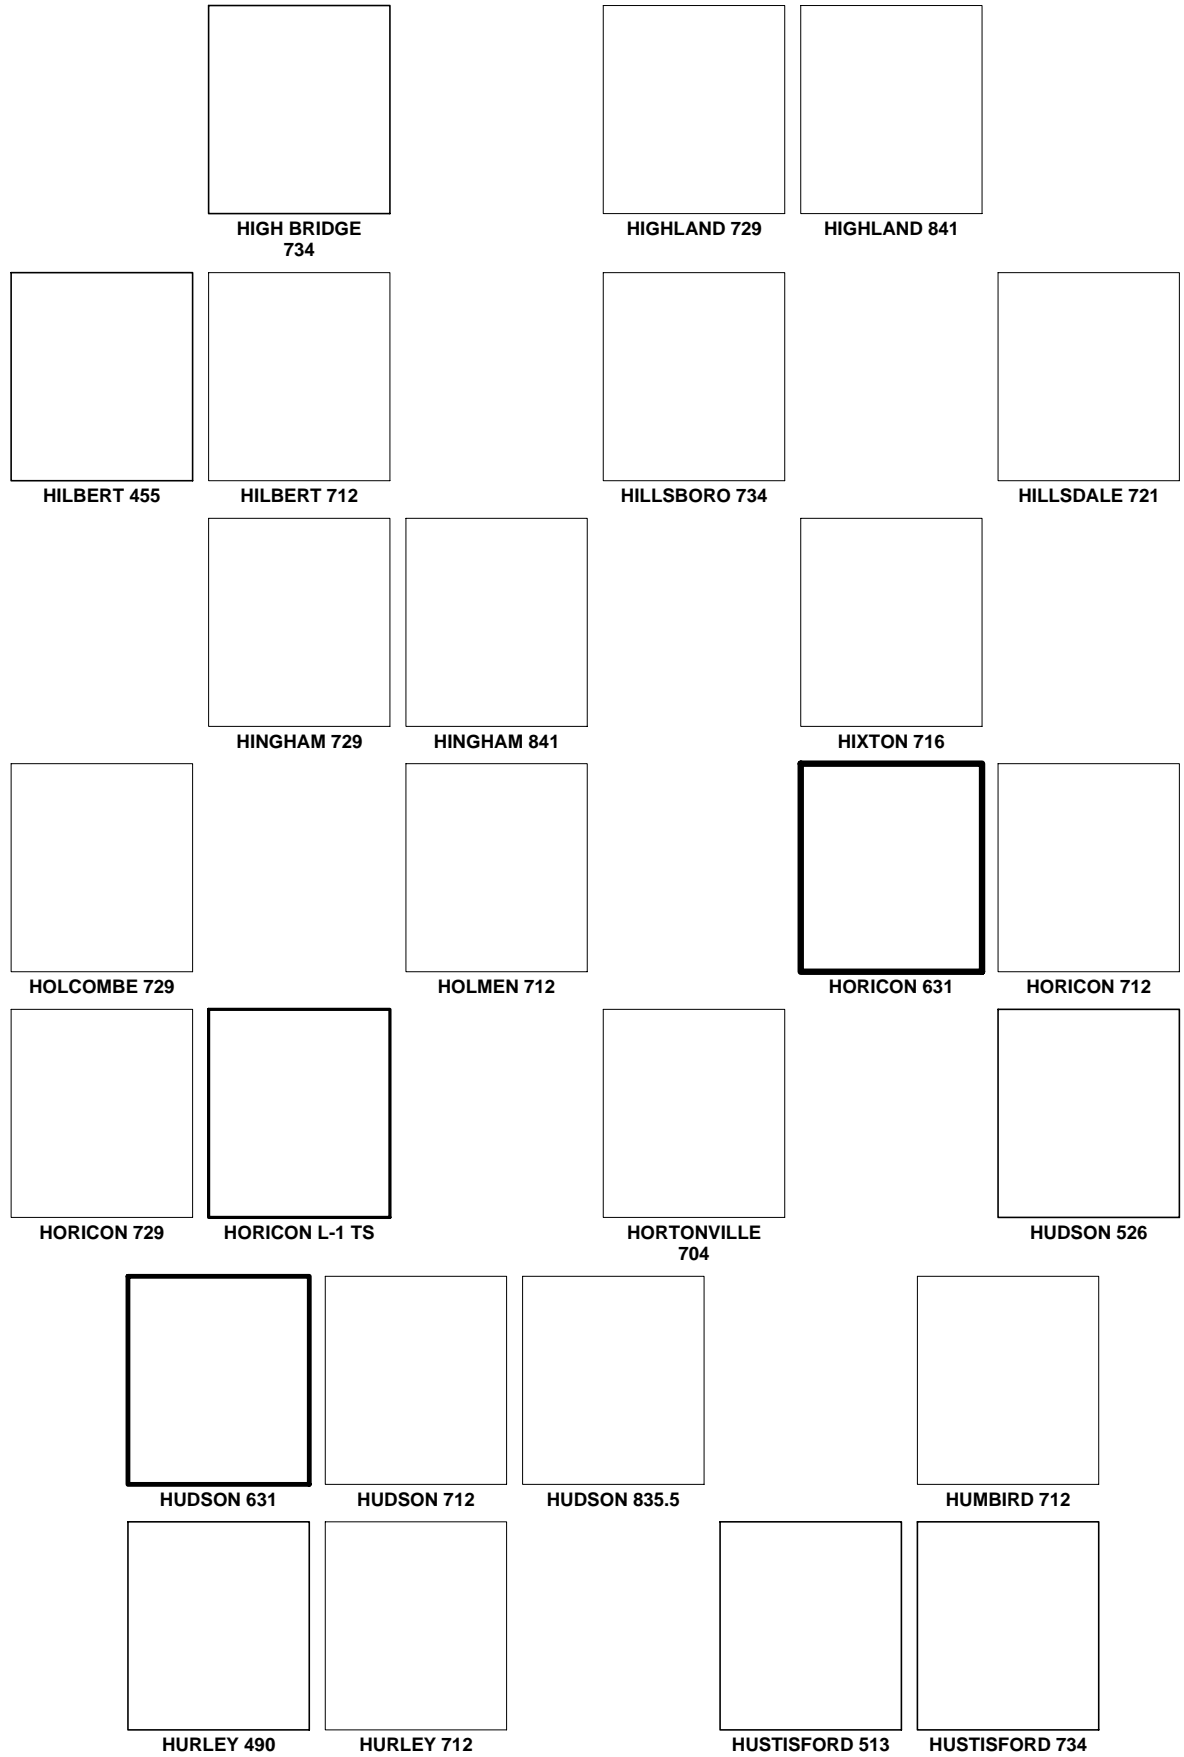 HIGH BRIDGE
734
HIGHLAND 729
HIGHLAND 841
HILBERT 455
HILBERT 712
HILLSBORO 734
HILLSDALE 721
HINGHAM 729
HINGHAM 841
HIXTON 716
HOLCOMBE 729
HOLMEN 712
HORICON 631
HORICON 712
HORICON 729
HORICON L-1 TS
HORTONVILLE
704
HUDSON 526
HUDSON 631
HUDSON 712
HUDSON 835.5
HUMBIRD 712
HURLEY 490
HURLEY 712
HUSTISFORD 513
HUSTISFORD 734